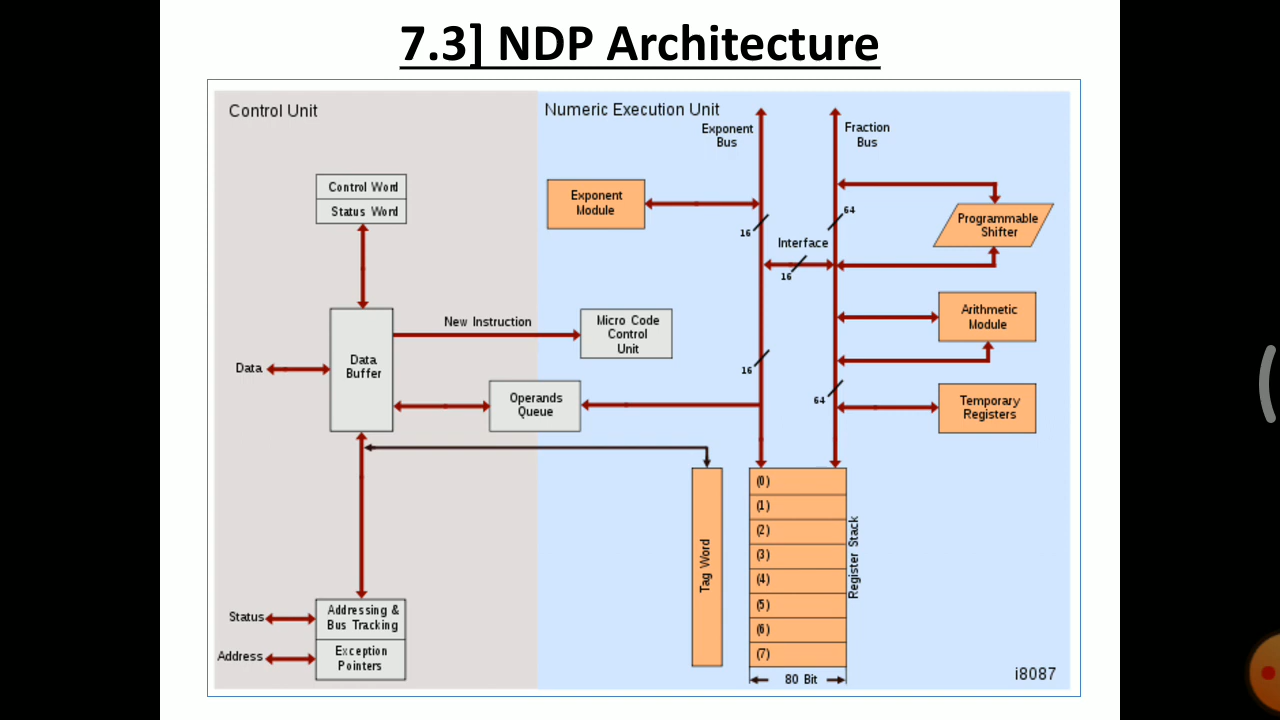 7.3] NDP Architecture
Control Unit
Numeric Execution Unit
Exponent
Bus
Fraction
Bus
Control Word
Status Word
Exponent
Module
16
64
Programmable
Shifter
Interface
16
New Instruction
Micro Code
Control
Unit
Arithmetic
Module
Data
Data
Buffer
16
64
Operands
Queue
Temporary
Registers
Tag Word
(0)
(1)
(2)
(3)
(4)
(5)
(6)
(7)
Register Stack
80 Bit
Status
Addressing &
Bus Tracking
Address
Exception
Pointers
i8087